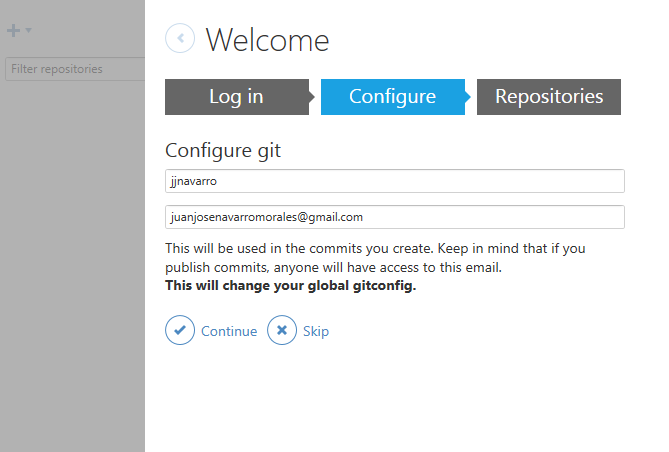 Welcome
Filter repositories
Log in
Configure
Repositories
Configure git
jjnavarro
juanjosenavarromorales@gmail.com
This will be used in the commits you create. Keep in mind that if you
publish commits, anyone will have access to this email.
This will change your global gitconfig.
Continue
Skip